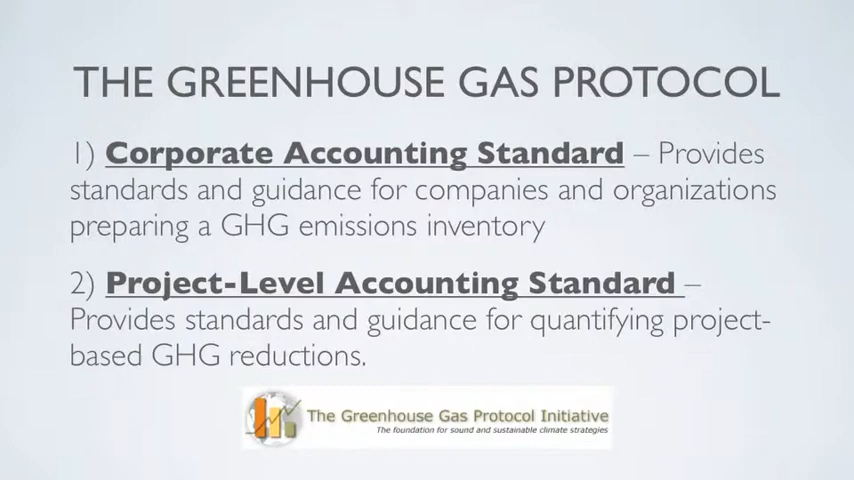 THE GREENHOUSE GAS PROTOCOL
1) Corporate Accounting Standard – Provides
standards and guidance for companies and organizations
preparing a GHG emissions inventory
2) Project-Level Accounting Standard –
Provides standards and guidance for quantifying project-
based GHG reductions.
The Greenhouse Gas Protocol Initiative
The foundation for sound and sustainable climate strategies